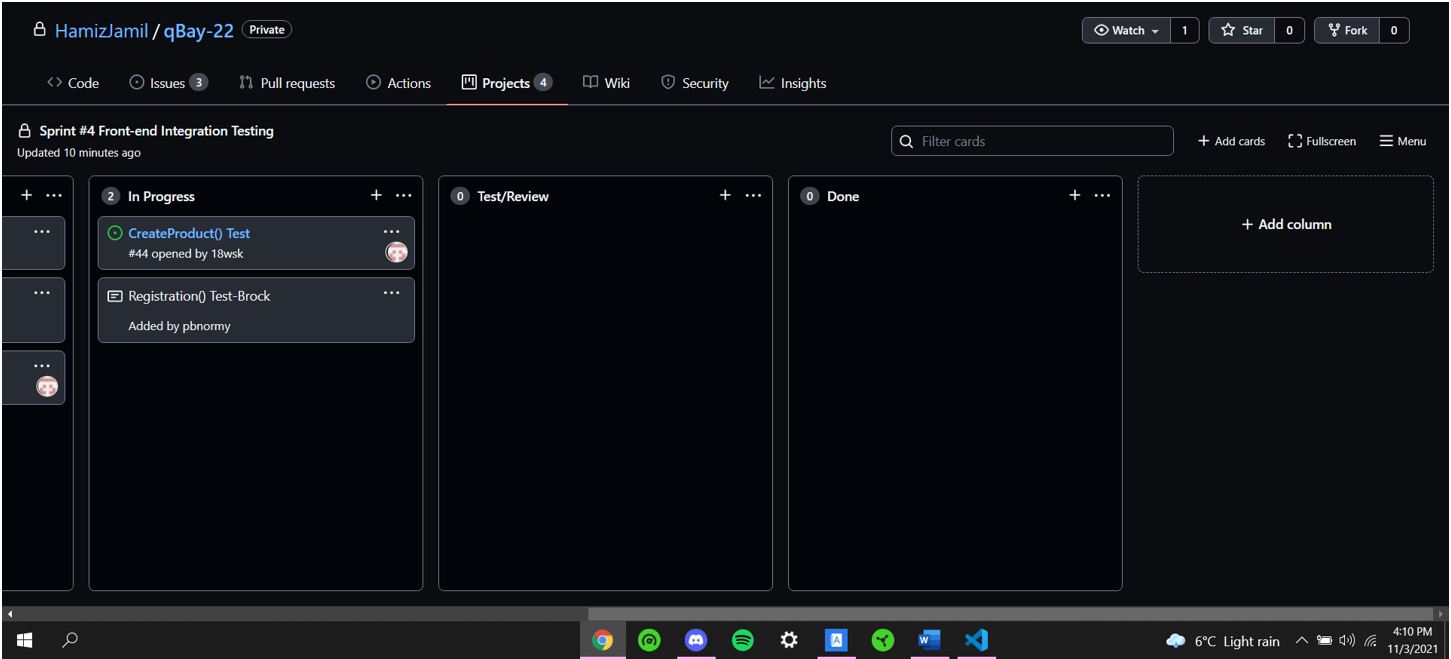 HamizJamil / qBay-22 Private
Watch 1 Star 0 Fork 0
Code Issues 3 Pull requests Actions Projects 4 Wiki Security Insights
Sprint #4 Front-end Integration Testing
Updated 10 minutes ago
Filter cards
+ Add cards Fullscreen Menu
2 In Progress
CreateProduct() Test
#44 opened by 18wsk
Registration() Test-Brock
Added by pbnormy
0 Test/Review
0 Done
+ Add column
6°C Light rain
4:10 PM
11/3/2021